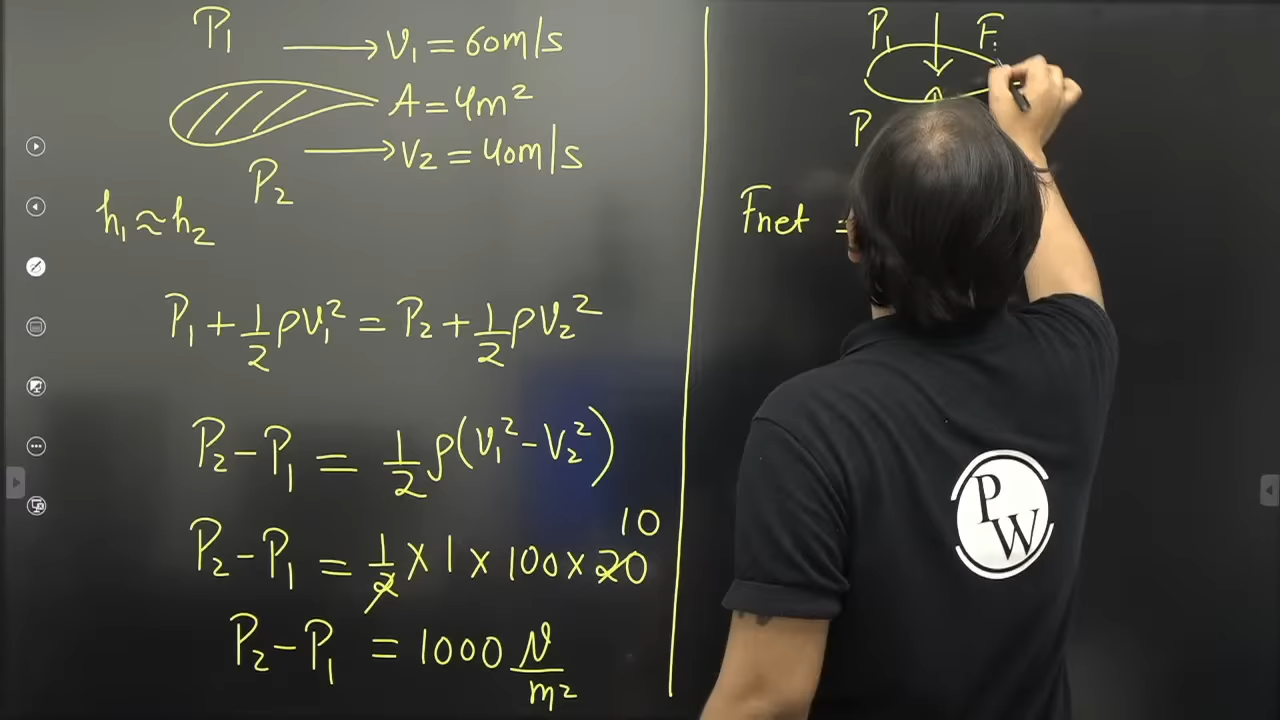 P₁
→ V₁ = 60m/s
A = 4m²
→ V₂ = 40m/s
P₂
h₁ ≈ h₂
P₁ + 1/2 ρV₁² = P₂ + 1/2 ρV₂²
P₂ - P₁ = 1/2 ρ(V₁² - V₂²)
10
P₂ - P₁ = 1/2 × 1 × 100 × 20
P₂ - P₁ = 1000 N/m²
P₁ F
P
Fnet =
P
W